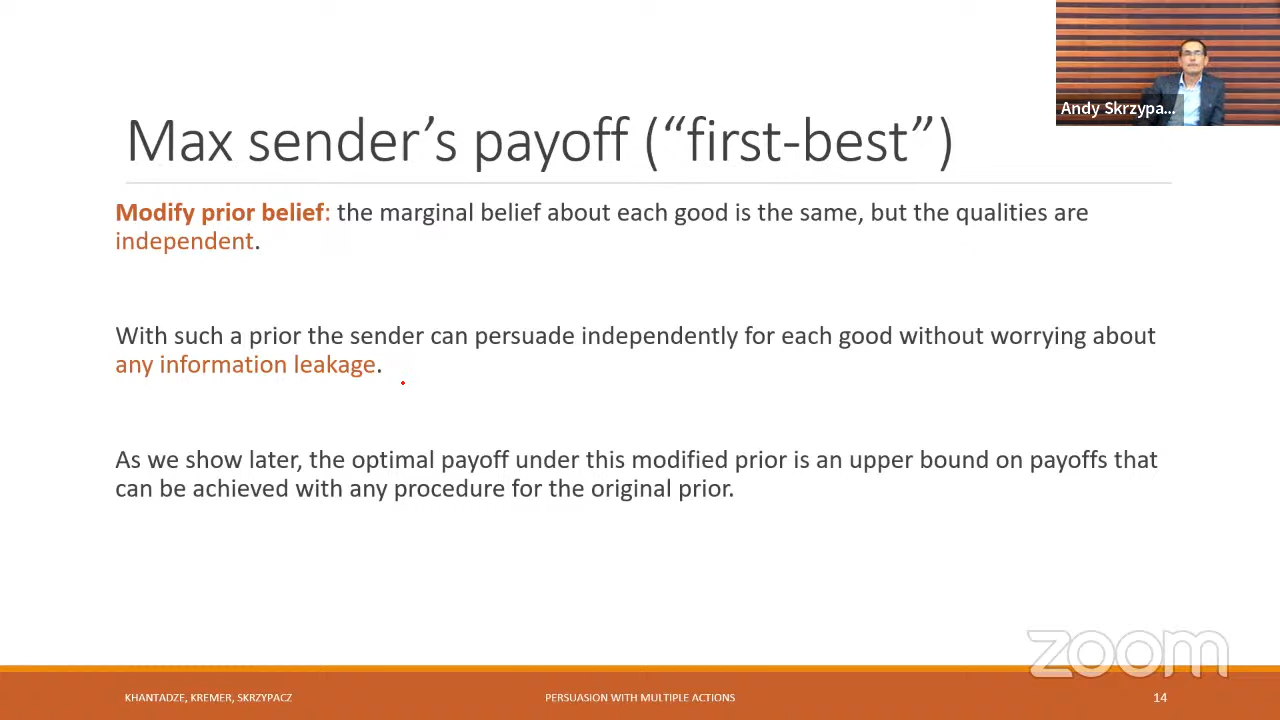 Andy Skrzypa...
Max sender’s payoff (“first-best”)
Modify prior belief: the marginal belief about each good is the same, but the qualities are
independent.
With such a prior the sender can persuade independently for each good without worrying about
any information leakage.
As we show later, the optimal payoff under this modified prior is an upper bound on payoffs that
can be achieved with any procedure for the original prior.
zoom
KHANTADZE, KREMER, SKRZYPACZ
PERSUASION WITH MULTIPLE ACTIONS
14